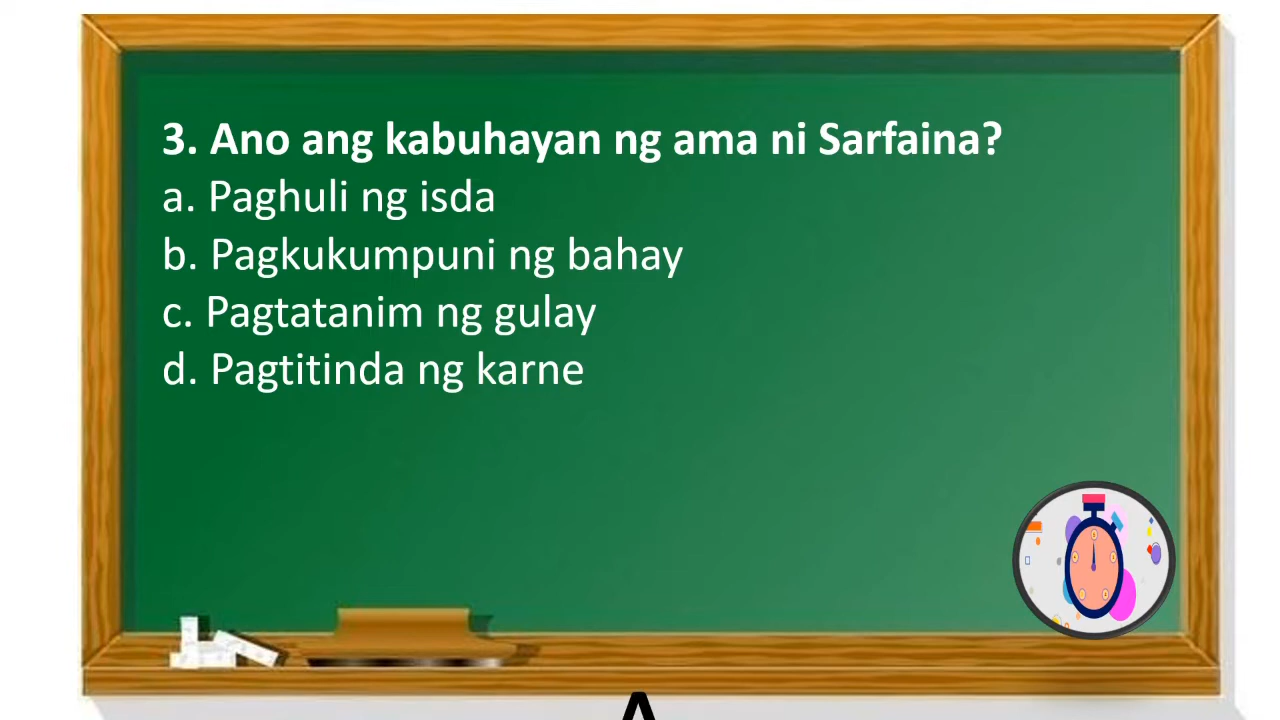 3. Ano ang kabuhayan ng ama ni Sarfaina?
a. Paghuli ng isda
b. Pagkukumpuni ng bahay
c. Pagtatanim ng gulay
d. Pagtitinda ng karne
A